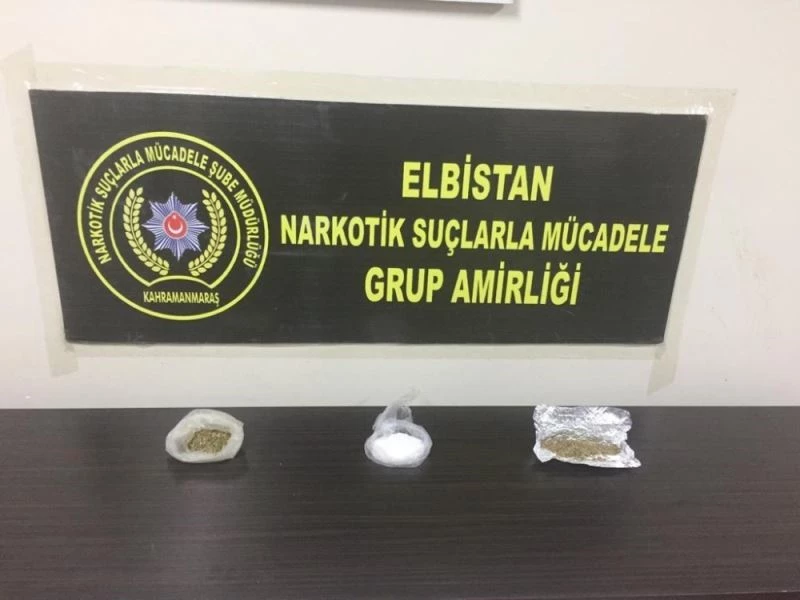 NARKOTİK SUÇLARLA MÜCADELE ŞUBE MÜDÜRLÜĞÜ
KAHRAMANMARAŞ
ELBİSTAN
NARKOTİK SUÇLARLA MÜCADELE
GRUP AMİRLİĞİ